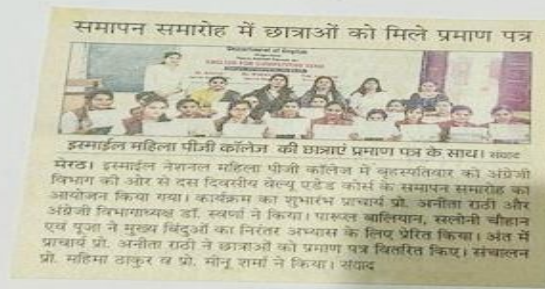 समापन समारोह में छात्राओं को मिले प्रमाण पत्र
Department of English
ENGLISH FOR COMPETITIVE EXAM
इस्माईल महिला पीजी कॉलेज की छात्राएं प्रमाण पत्र के साथ। संवाद
मेरठ। इस्माईल नेशनल महिला पीजी कॉलेज में बृहस्पतिवार को अंग्रेजी
विभाग की ओर से दस दिवसीय वेल्यू एडेड कोर्स के समापन समारोह का
आयोजन किया गया। कार्यक्रम का शुभारंभ प्राचार्य प्रो. अनीता राठी और
अंग्रेजी विभागाध्यक्ष डॉ. स्वर्णा ने किया। पारुल बालियान, सलोनी चौहान
एवं पूजा ने मुख्य बिंदुओं का निरंतर अभ्यास के लिए प्रेरित किया। अंत में
प्राचार्य प्रो. अनीता राठी ने छात्राओं को प्रमाण पत्र वितरित किए। संचालन
प्रो. महिमा ठाकुर व प्रो. मीनू शर्मा ने किया। संवाद